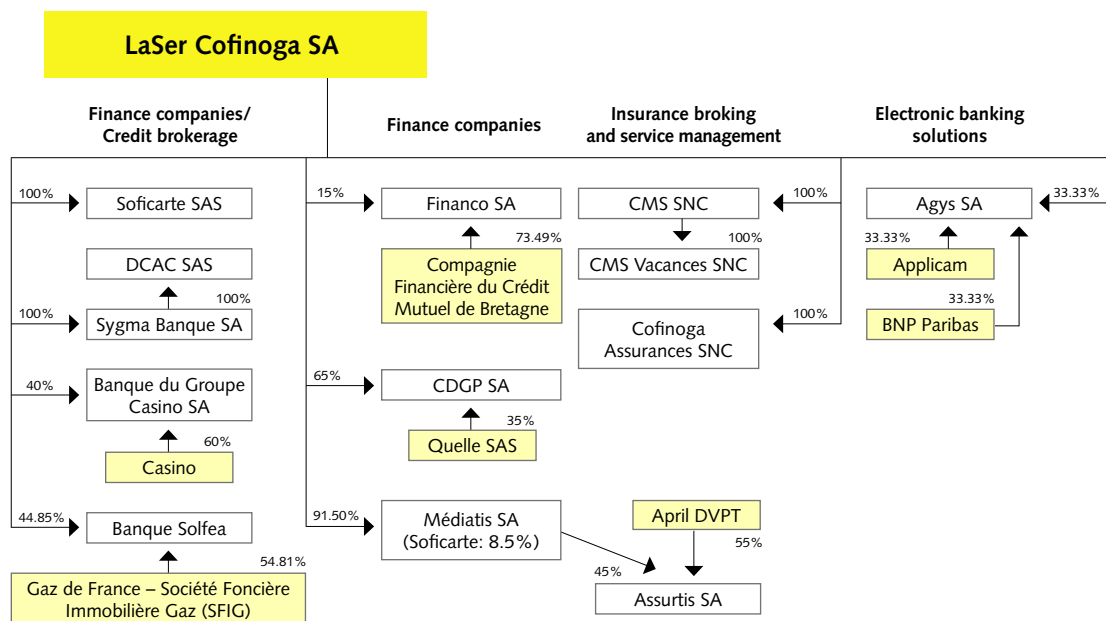 LaSer Cofinoga SA
Finance companies/
Credit brokerage
100%
Soficarte SAS
DCAC SAS
100%
100%
Sygma Banque SA
40%
Banque du Groupe
Casino SA
60%
Casino
44.85%
Banque Solfea
54.81%
Gaz de France – Société Foncière
Immobilière Gaz (SFIG)
Finance companies
15%
Financo SA
73.49%
Compagnie
Financière du Crédit
Mutuel de Bretagne
65%
CDGP SA
35%
Quelle SAS
91.50%
Médiatis SA
(Soficarte: 8.5%)
Insurance broking
and service management
CMS SNC
100%
100%
CMS Vacances SNC
Cofinoga
Assurances SNC
100%
April DVPT
55%
45%
Assurtis SA
Electronic banking
solutions
Agys SA
33.33%
33.33%
Applicam
33.33%
BNP Paribas